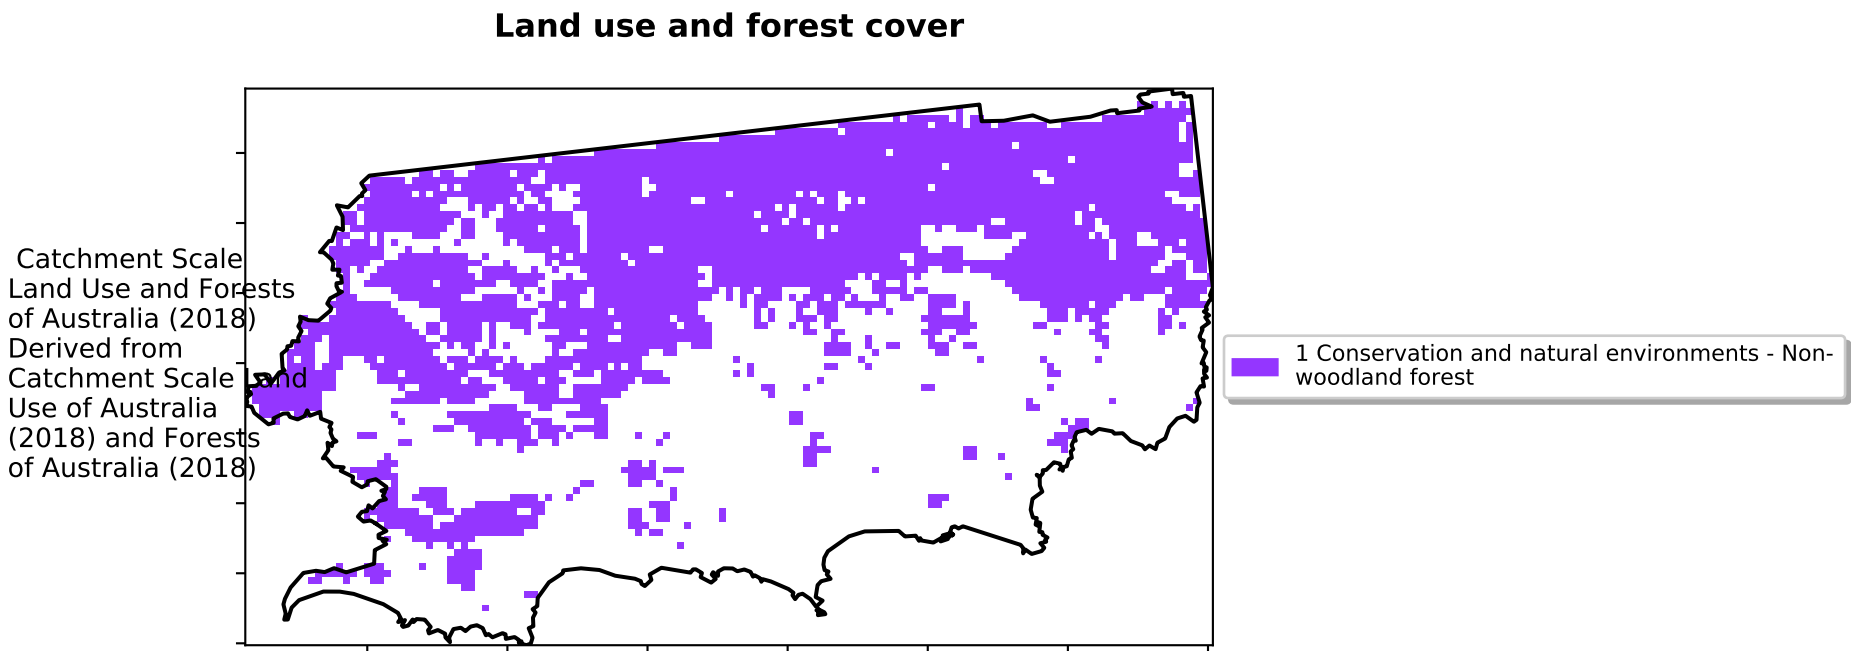 Land use and forest cover
Catchment Scale
Land Use and Forests
of Australia (2018)
Derived from
Catchment Scale Land
Use of Australia
(2018) and Forests
of Australia (2018)
1 Conservation and natural environments - Non-
woodland forest